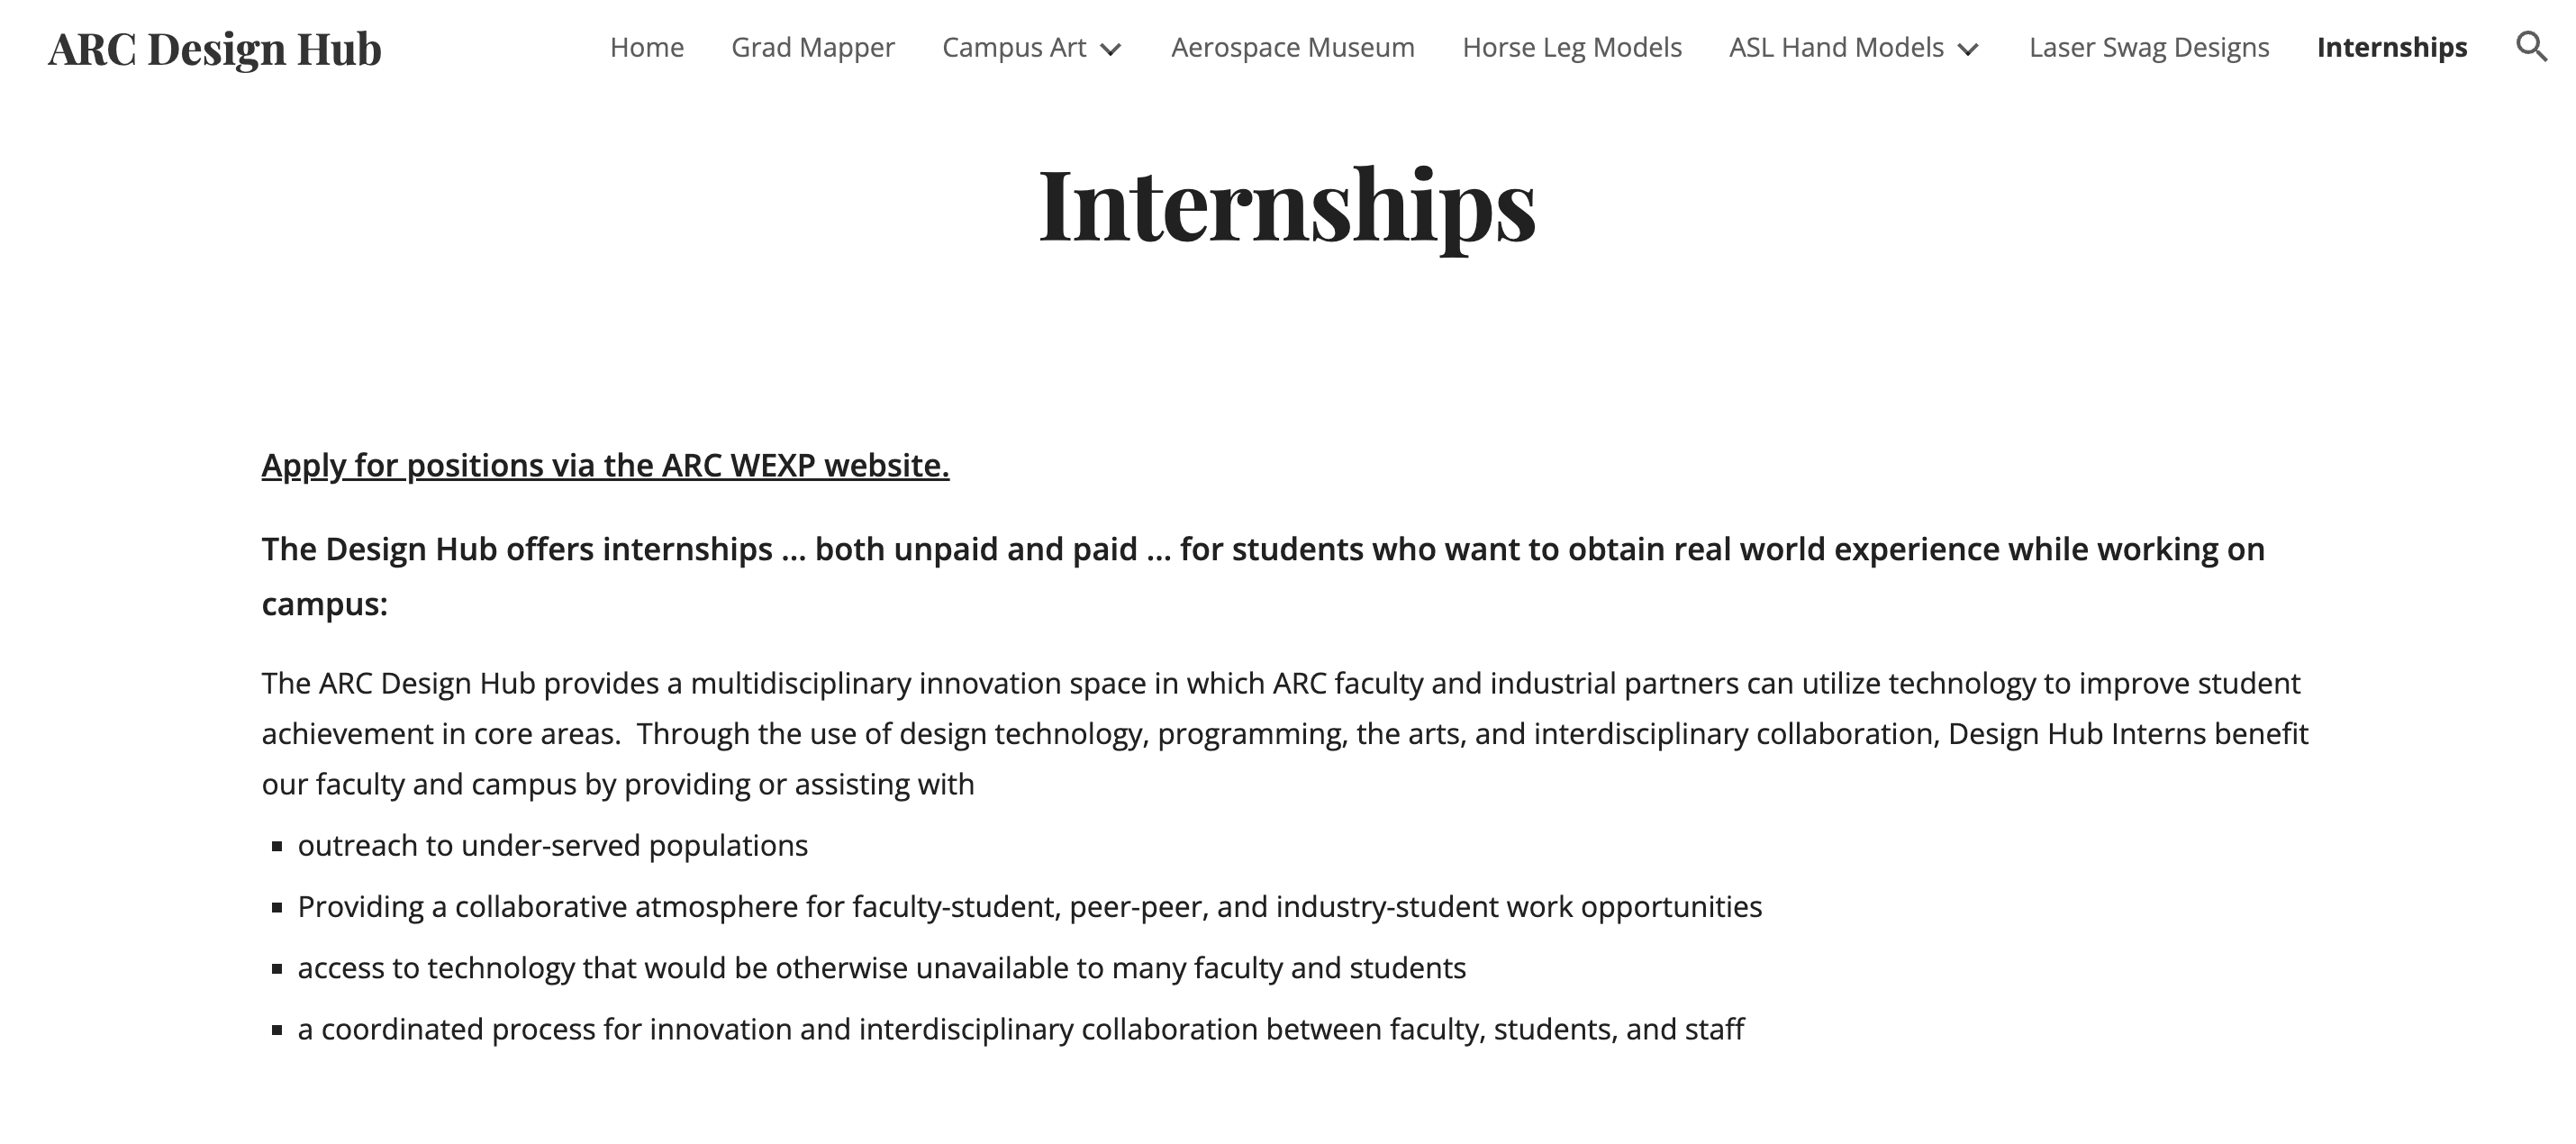 ARC Design Hub
Home Grad Mapper Campus Art Aerospace Museum Horse Leg Models ASL Hand Models Laser Swag Designs Internships
Internships
Apply for positions via the ARC WEXP website.
The Design Hub offers internships ... both unpaid and paid ... for students who want to obtain real world experience while working on
campus:
The ARC Design Hub provides a multidisciplinary innovation space in which ARC faculty and industrial partners can utilize technology to improve student
achievement in core areas.  Through the use of design technology, programming, the arts, and interdisciplinary collaboration, Design Hub Interns benefit
our faculty and campus by providing or assisting with
▪ outreach to under-served populations
▪ Providing a collaborative atmosphere for faculty-student, peer-peer, and industry-student work opportunities
▪ access to technology that would be otherwise unavailable to many faculty and students
▪ a coordinated process for innovation and interdisciplinary collaboration between faculty, students, and staff